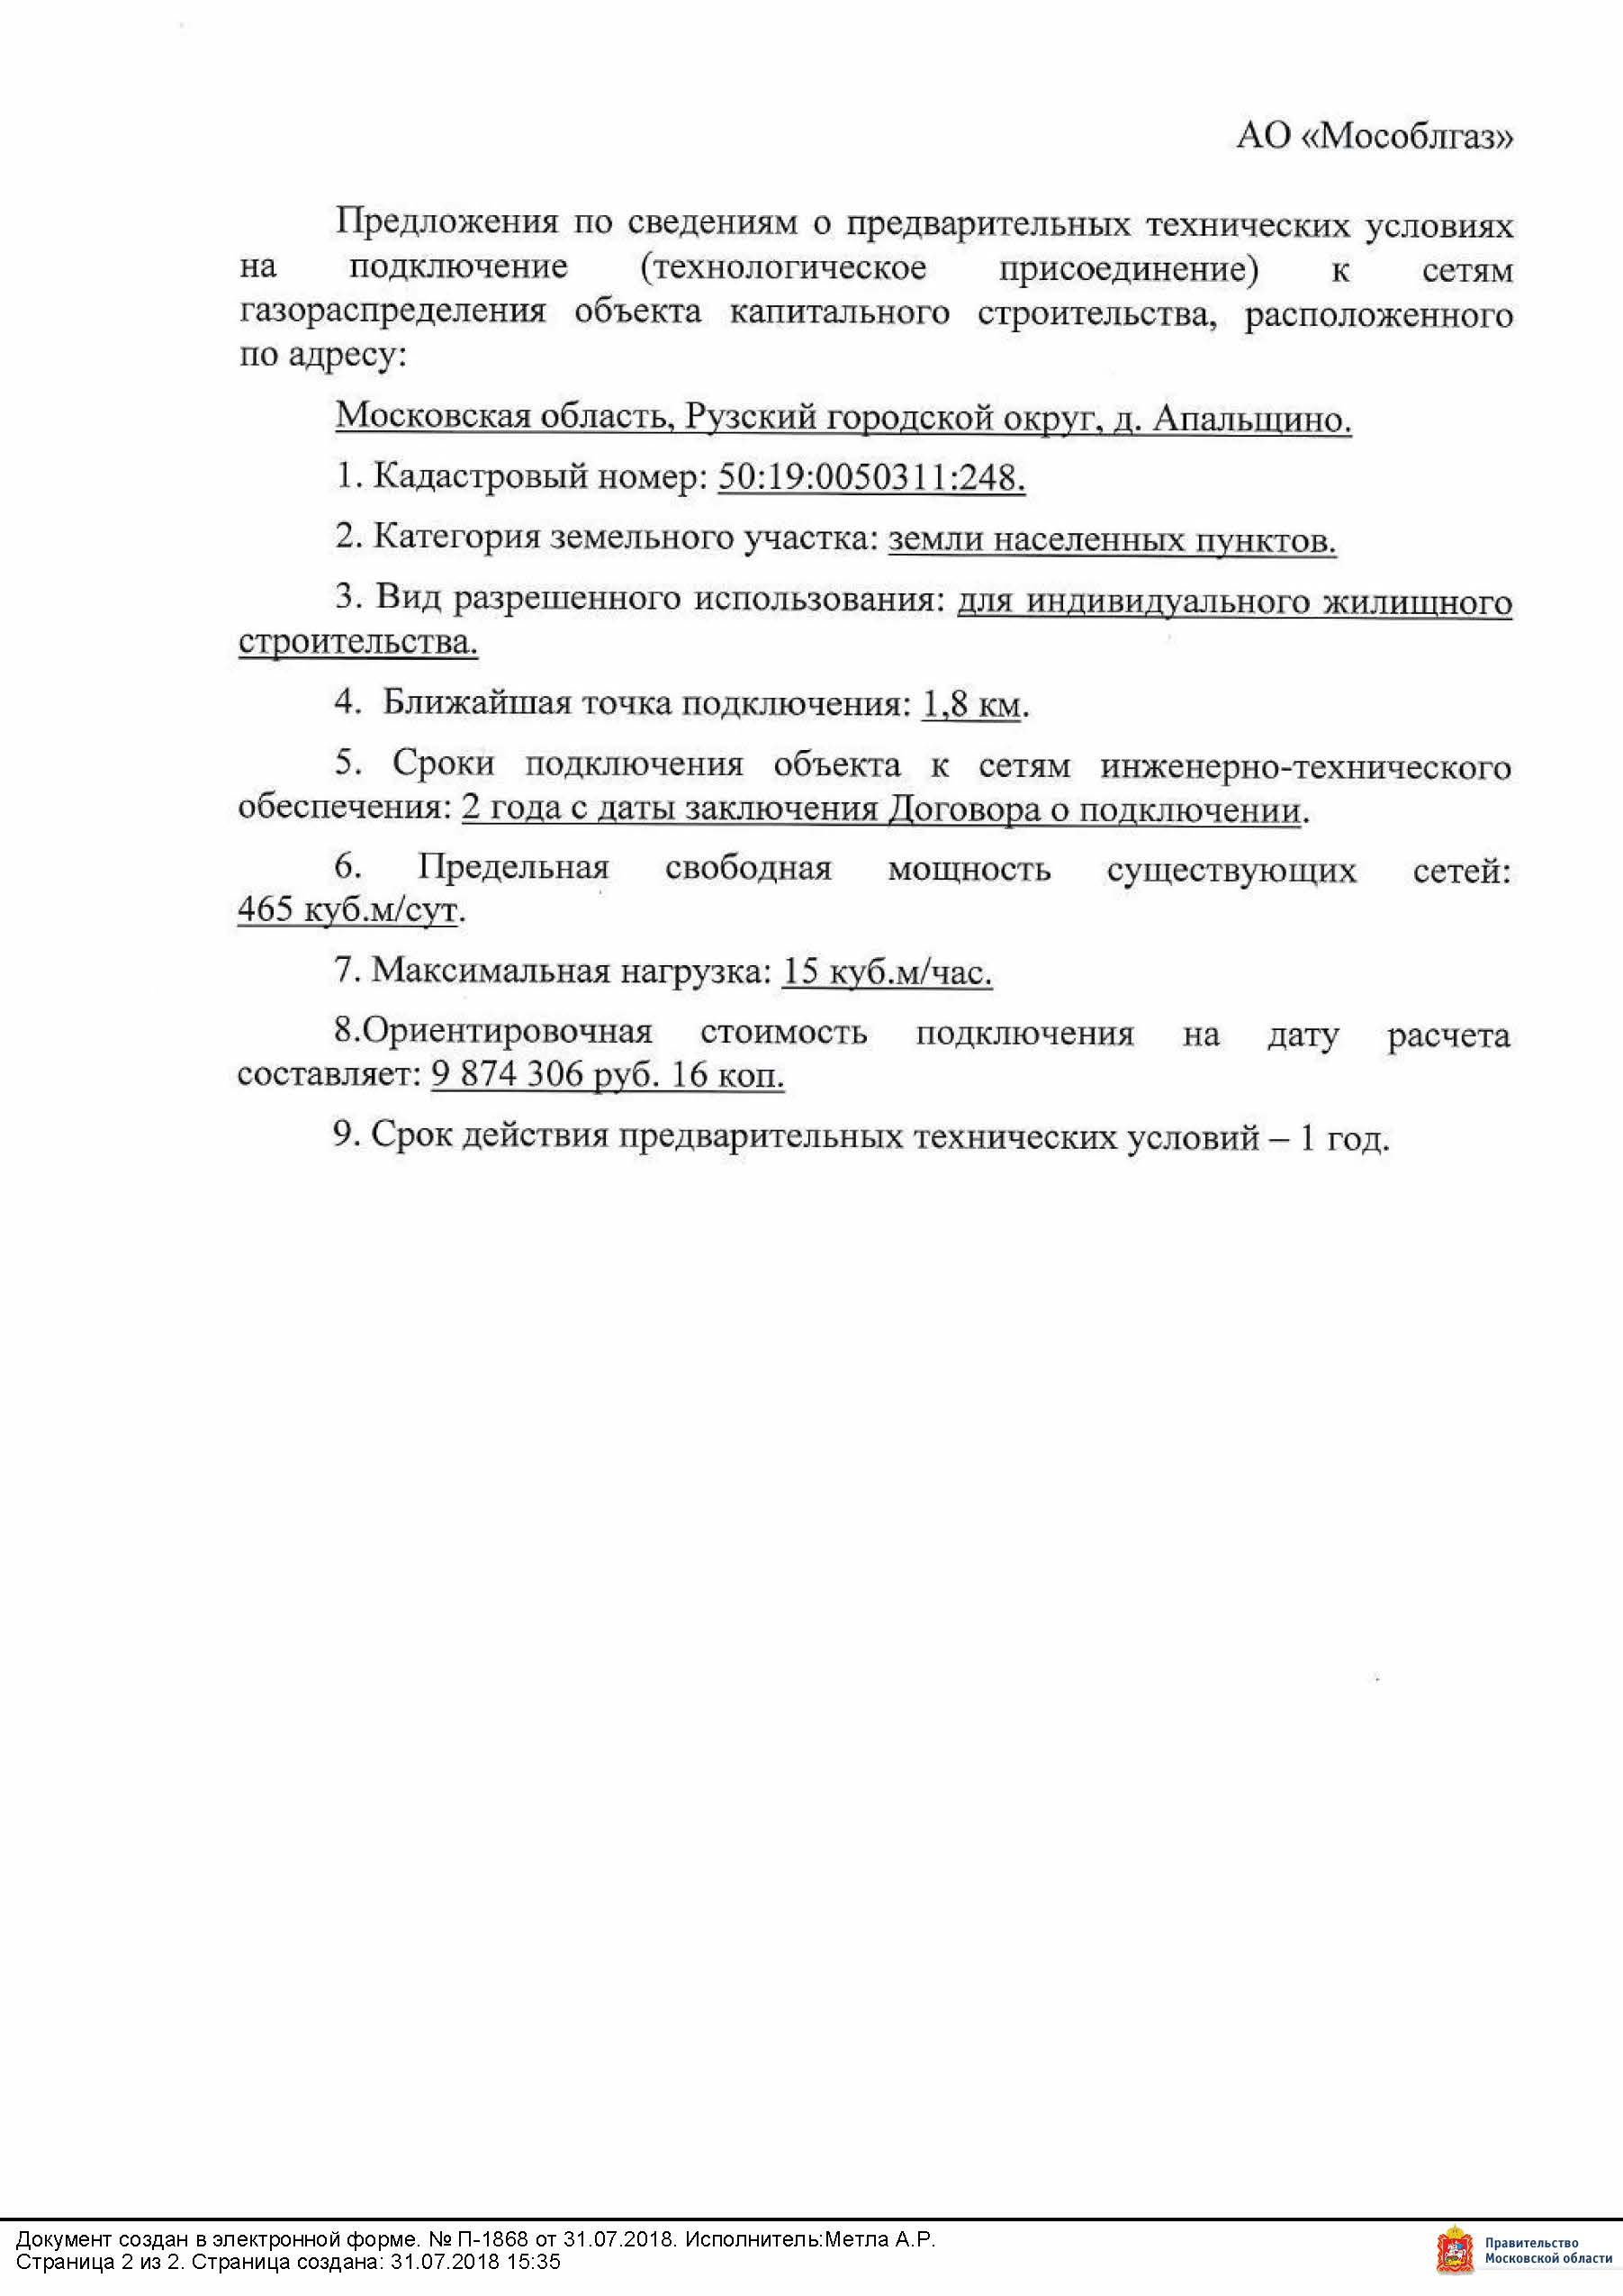 АО «Мособлгаз»
Предложения по сведениям о предварительных технических условиях
на подключение (технологическое присоединение) к сетям
газораспределения объекта капитального строительства, расположенного
по адресу:
Московская область, Рузский городской округ, д. Апальщино.
1. Кадастровый номер: 50:19:0050311:248.
2. Категория земельного участка: земли населенных пунктов.
3. Вид разрешенного использования: для индивидуального жилищного
строительства.
4. Ближайшая точка подключения: 1,8 км.
5. Сроки подключения объекта к сетям инженерно-технического
обеспечения: 2 года с даты заключения Договора о подключении.
6. Предельная свободная мощность существующих сетей:
465 куб.м/сут.
7. Максимальная нагрузка: 15 куб.м/час.
8.Ориентировочная стоимость подключения на дату расчета
составляет: 9 874 306 руб. 16 коп.
9. Срок действия предварительных технических условий – 1 год.
Документ создан в электронной форме. № П-1868 от 31.07.2018. Исполнитель:Метла А.Р.
Страница 2 из 2. Страница создана: 31.07.2018 15:35
Правительство
Московской области